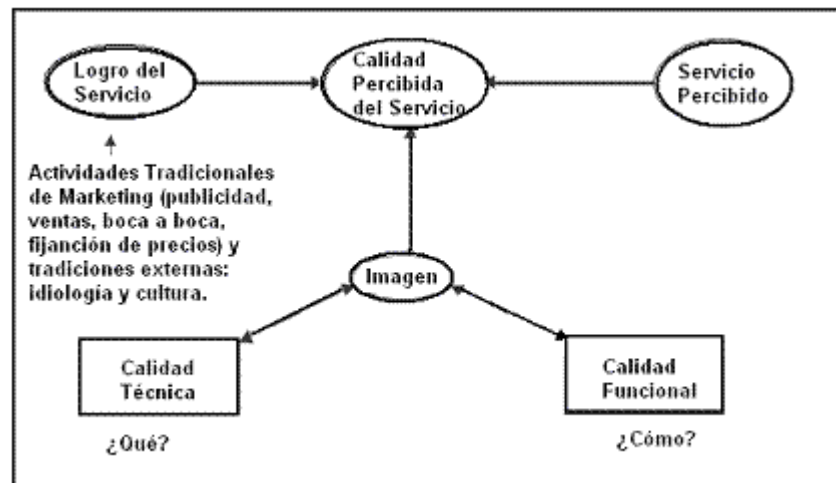 Logro del
Servicio
Calidad
Percibida
del Servicio
Servicio
Percibido
Actividades Tradicionales
de Marketing (publicidad,
ventas, boca a boca,
fijanción de precios) y
tradiciones externas:
idiología y cultura.
Imagen
Calidad
Técnica
¿Qué?
Calidad
Funcional
¿Cómo?